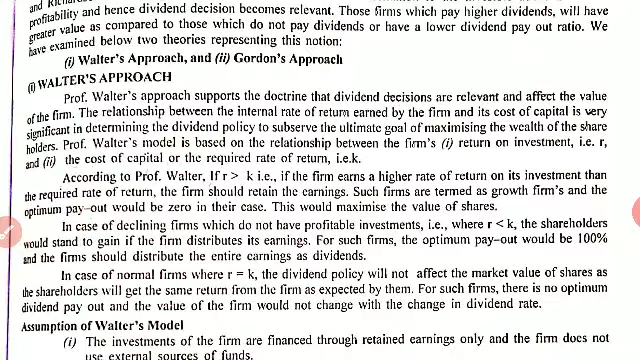 and Richards
profitability and hence dividend decision becomes relevant. Those firms which pay higher dividends, will have
greater value as compared to those which do not pay dividends or have a lower dividend pay out ratio. We
have examined below two theories representing this notion:
(i) Walter's Approach, and (ii) Gordon's Approach
(i) WALTER'S APPROACH
Prof. Walter's approach supports the doctrine that dividend decisions are relevant and affect the value
of the firm. The relationship between the internal rate of return earned by the firm and its cost of capital is very
significant in determining the dividend policy to subserve the ultimate goal of maximising the wealth of the share
holders. Prof. Walter's model is based on the relationship between the firm's (i) return on investment, i.e. r,
and (ii) the cost of capital or the required rate of return, i.e.k.
According to Prof. Walter, If r > k i.e., if the firm earns a higher rate of return on its investment than
the required rate of return, the firm should retain the earnings. Such firms are termed as growth firm's and the
optimum pay-out would be zero in their case. This would maximise the value of shares.
In case of declining firms which do not have profitable investments, i.e., where r < k, the shareholders
would stand to gain if the firm distributes its earnings. For such firms, the optimum pay-out would be 100%
and the firms should distribute the entire earnings as dividends.
In case of normal firms where r = k, the dividend policy will not affect the market value of shares as
the shareholders will get the same return from the firm as expected by them. For such firms, there is no optimum
dividend pay out and the value of the firm would not change with the change in dividend rate.
Assumption of Walter's Model
(i) The investments of the firm are financed through retained earnings only and the firm does not
use external sources of funds.